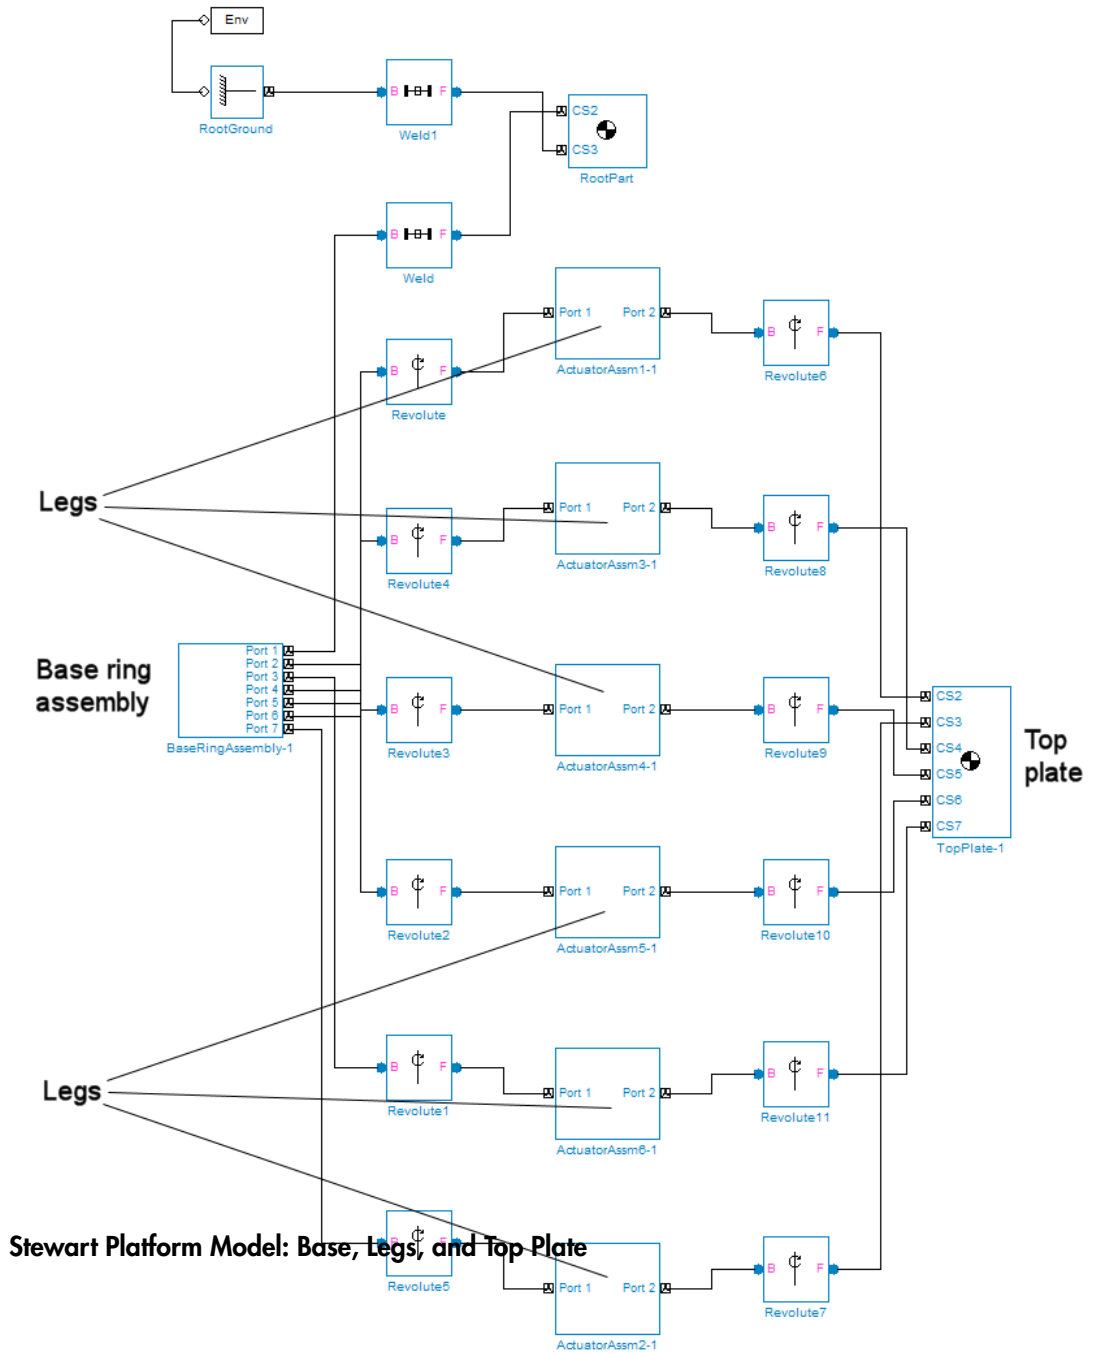 Env
RootGround
B F
Weld1
CS2
CS3
RootPart
B F
Weld
Port 1 Port 2
ActuatorAssm1-1
B F
Revolute6
B F
Revolute
Legs
Port 1 Port 2
ActuatorAssm3-1
B F
Revolute8
B F
Revolute4
Base ring
assembly
Port 1
Port 2
Port 3
Port 4
Port 5
Port 6
Port 7
BaseRingAssembly-1
B F
Revolute3
Port 1 Port 2
ActuatorAssm4-1
B F
Revolute9
CS2
CS3
CS4
CS5
CS6
CS7
TopPlate-1
Top
plate
B F
Revolute2
Port 1 Port 2
ActuatorAssm5-1
B F
Revolute10
Legs
B F
Revolute1
Port 1 Port 2
ActuatorAssm6-1
B F
Revolute11
Stewart Platform Model: Base, Legs, and Top Plate
B F
Revolute5
Port 1 Port 2
ActuatorAssm2-1
B F
Revolute7